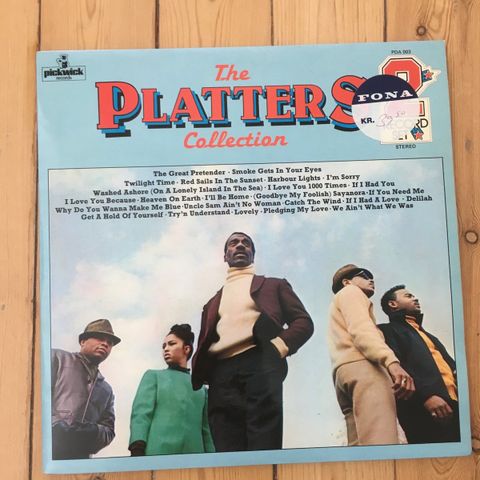 pickwick
records
The
PLATTERS
Collection
PDA 003
FONA
KR.
RECORD
SET
STEREO
The Great Pretender · Smoke Gets In Your Eyes
Twilight Time · Red Sails In The Sunset · Harbour Lights · I'm Sorry
Washed Ashore (On A Lonely Island In The Sea) · I Love You 1000 Times · If I Had You
I Love You Because · Heaven On Earth · I'll Be Home · (Goodbye My Foolish) Sayanora · If You Need Me
Why Do You Wanna Make Me Blue · Uncle Sam Ain't No Woman · Catch The Wind · If I Had A Love · Delilah
Get A Hold Of Yourself · Try'n Understand · Lovely · Pledging My Love · We Ain't What We Was